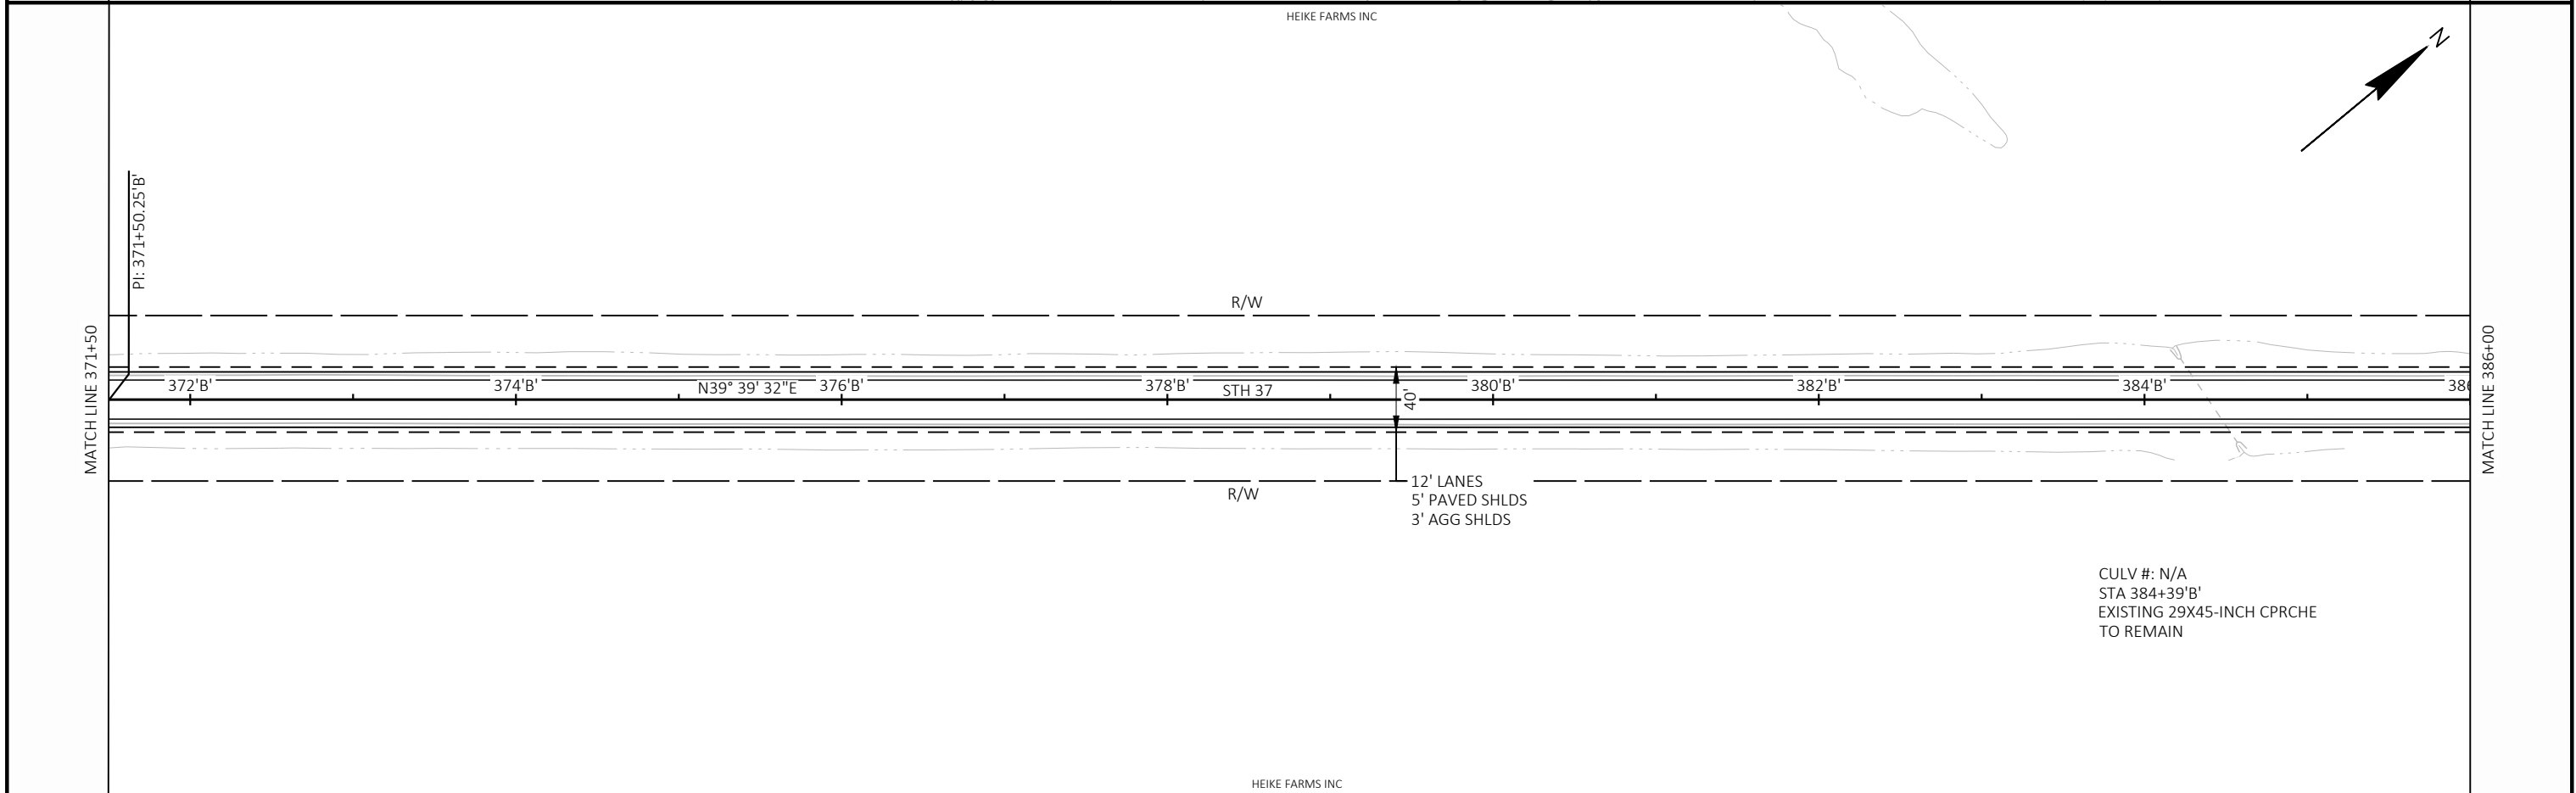 HEIKE FARMS INC
N
PI: 371+50.25'B'
R/W
MATCH LINE 371+50
MATCH LINE 386+00
372'B'
374'B'
N39° 39' 32"E
376'B'
378'B'
STH 37
40'
380'B'
382'B'
384'B'
386
R/W
12' LANES
5' PAVED SHLDS
3' AGG SHLDS
CULV #: N/A
STA 384+39'B'
EXISTING 29X45-INCH CPRCHE
TO REMAIN
HEIKE FARMS INC